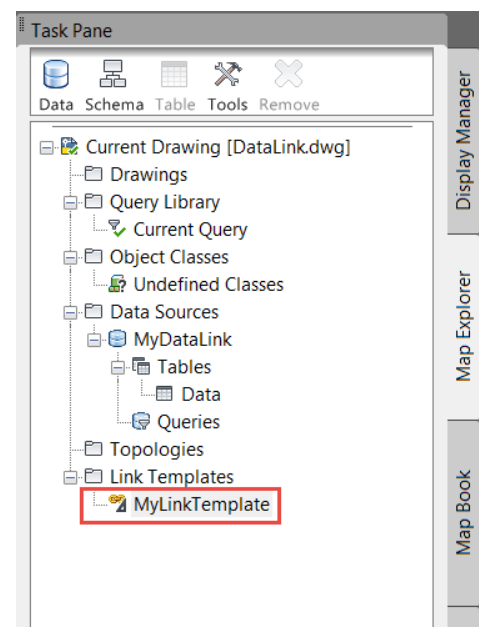 Task Pane
Data Schema Table Tools Remove
Current Drawing [DataLink.dwg]
Drawings
Query Library
Current Query
Object Classes
Undefined Classes
Data Sources
MyDataLink
Tables
Data
Queries
Topologies
Link Templates
MyLinkTemplate
Display Manager
Map Explorer
Map Book